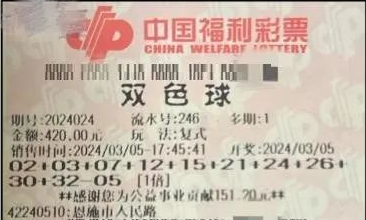 中国福利彩票
CHINA WELFARE LOTTERY
双色球
期号:2024024 流水号:246 多期:1
金额:420.00元 玩 法:复式
销售时间:2024/03/05-17:45:41 开奖:2024/03/05
02+03+07+12+15+21+24+26+
30+32-05 [1倍]
**感谢您为公益事业贡献151.20元**
42240510:恩施市人民路